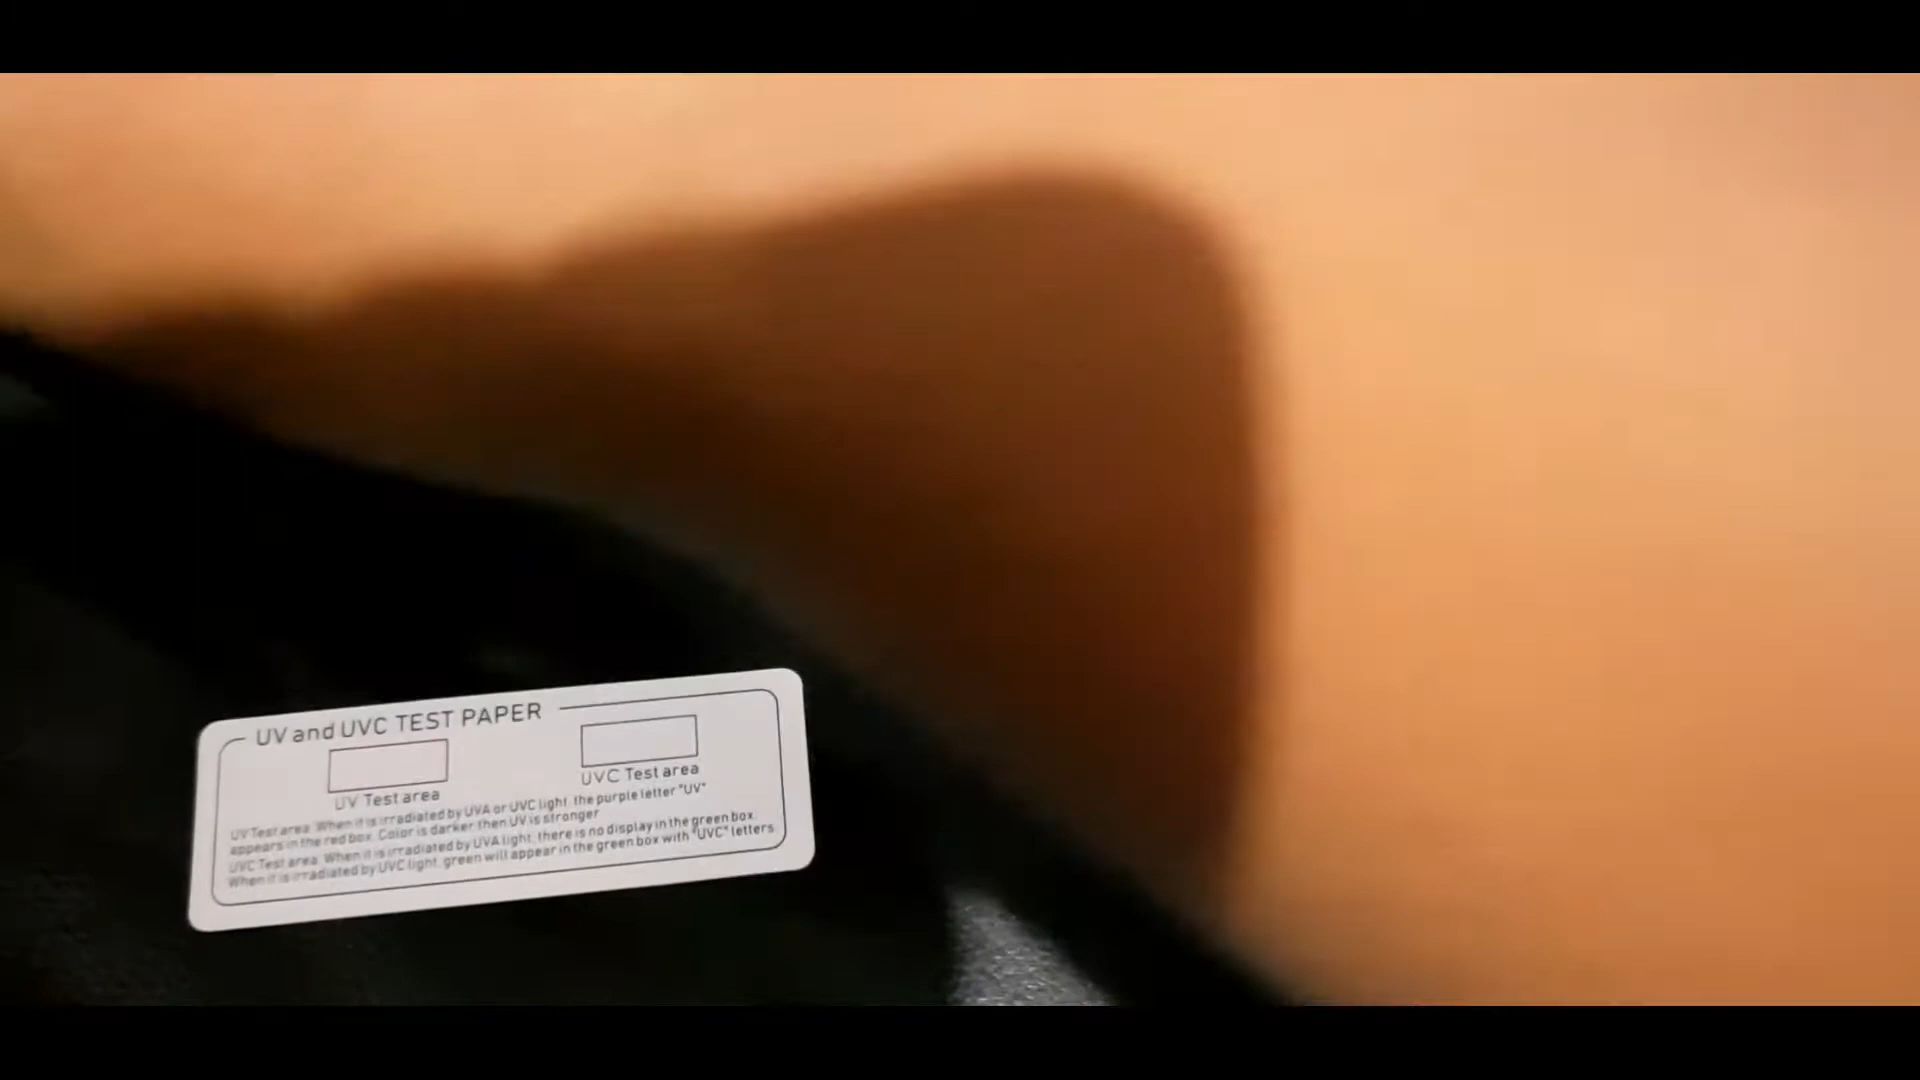 UV and UVC TEST PAPER
UV Test area
UVC Test area
UV Test area. When it is irradiated by UVA or UVC light, the purple letter "UV"
appears in the red box. Color is darker then UV is stronger
UVC Test area. When it is irradiated by UVA light, there is no display in the green box.
When it is irradiated by UVC light, green will appear in the green box with "UVC" letters